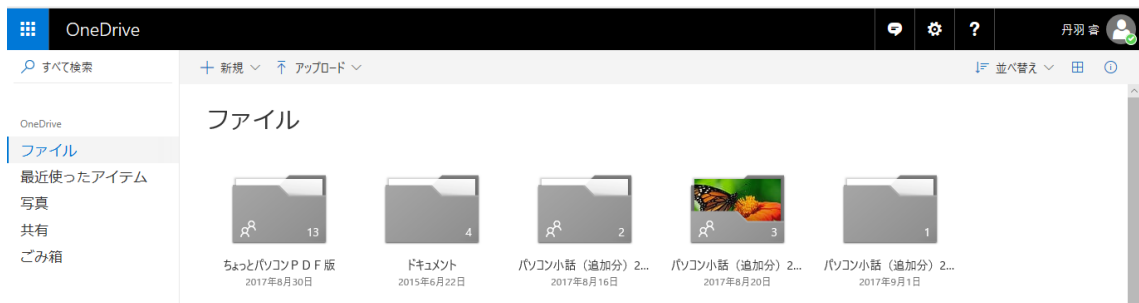 OneDrive
?
丹羽 睿
すべて検索
+ 新規
アップロード
並べ替え
OneDrive
ファイル
最近使ったアイテム
写真
共有
ごみ箱
ファイル
13
4
2
3
1
ちょっとパソコンPDF版
ドキュメント
パソコン小話（追加分）2...
パソコン小話（追加分）2...
パソコン小話（追加分）2...
2017年8月30日
2015年6月22日
2017年8月16日
2017年8月20日
2017年9月1日